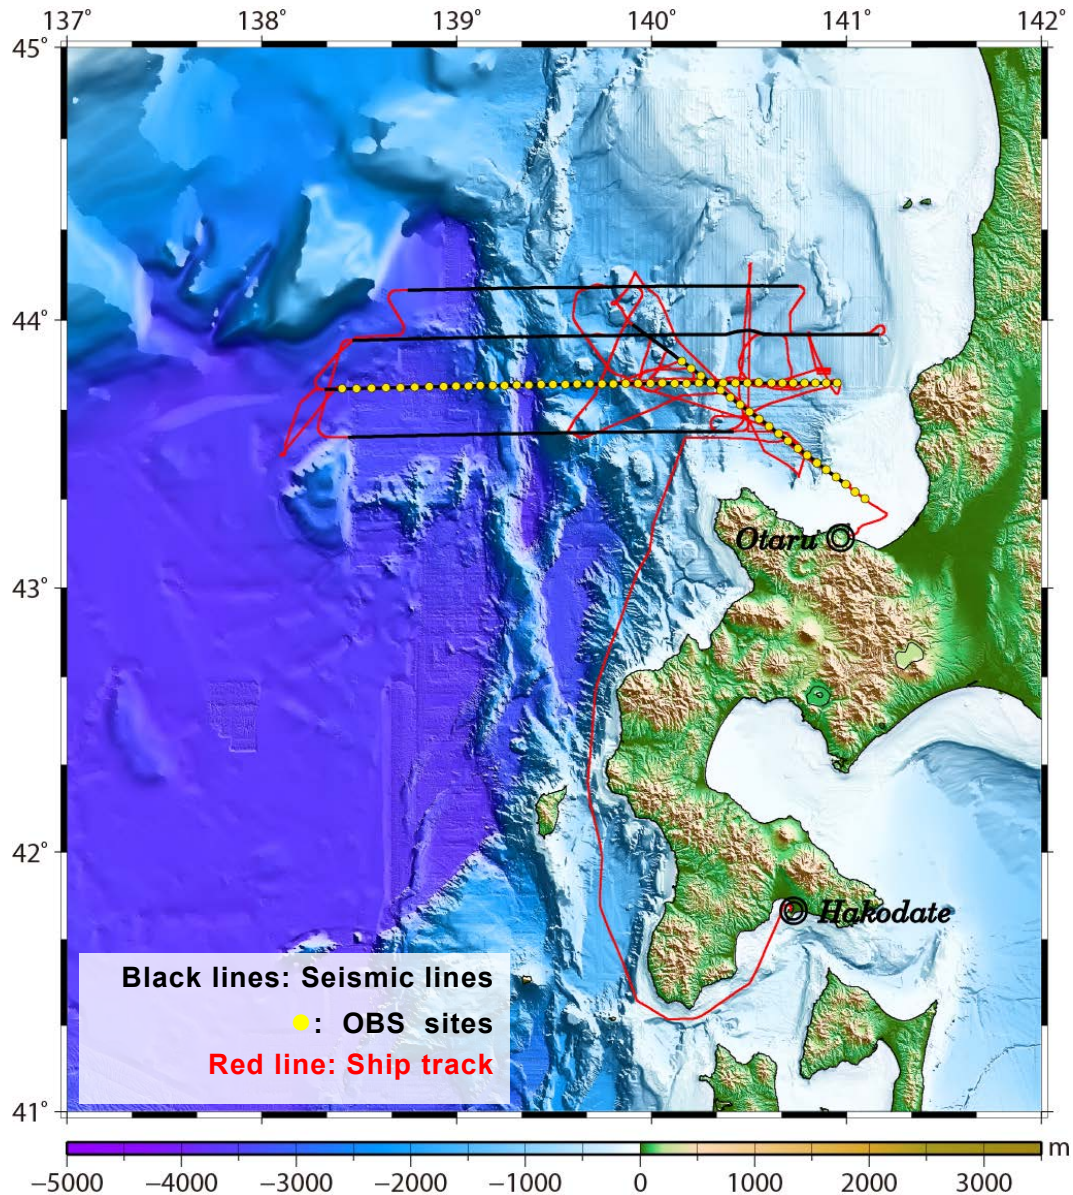 137° 138° 139° 140° 141° 142°
45°
44°
43°
42°
41°
Otaru
Hakodate
Black lines: Seismic lines
: OBS sites
Red line: Ship track
m
−5000 −4000 −3000 −2000 −1000 0 1000 2000 3000